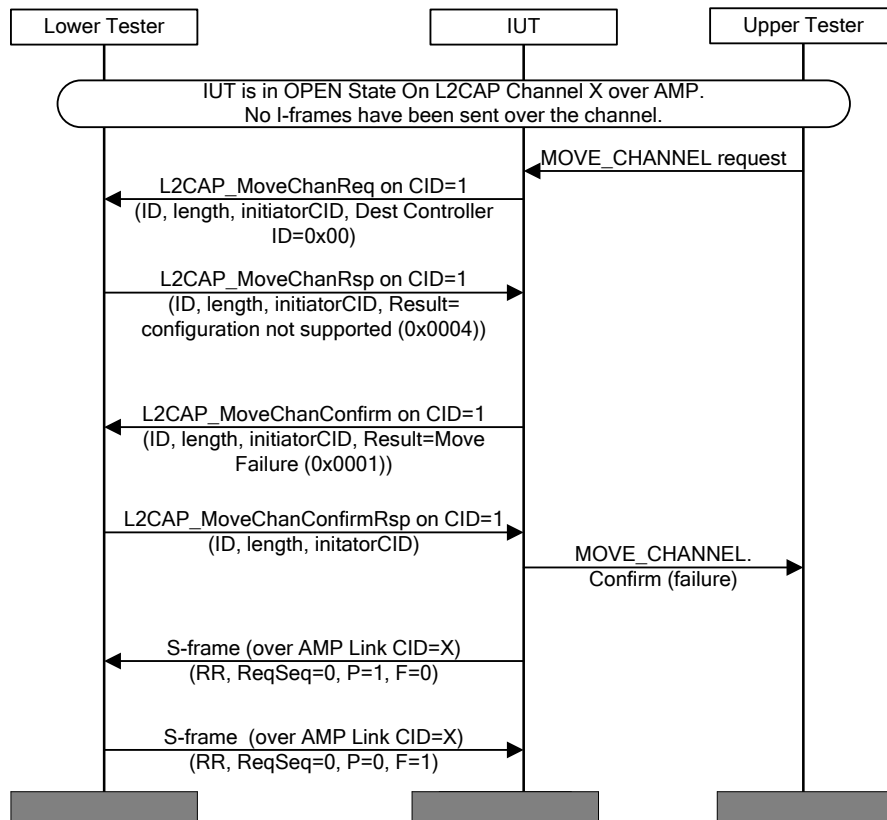 Lower Tester
IUT
Upper Tester
IUT is in OPEN State On L2CAP Channel X over AMP.
No I-frames have been sent over the channel.
MOVE_CHANNEL request
L2CAP_MoveChanReq on CID=1
(ID, length, initiatorCID, Dest Controller
ID=0x00)
L2CAP_MoveChanRsp on CID=1
(ID, length, initiatorCID, Result=
configuration not supported (0x0004))
L2CAP_MoveChanConfirm on CID=1
(ID, length, initiatorCID, Result=Move
Failure (0x0001))
L2CAP_MoveChanConfirmRsp on CID=1
(ID, length, initatorCID)
MOVE_CHANNEL.
Confirm (failure)
S-frame (over AMP Link CID=X)
(RR, ReqSeq=0, P=1, F=0)
S-frame  (over AMP Link CID=X)
(RR, ReqSeq=0, P=0, F=1)